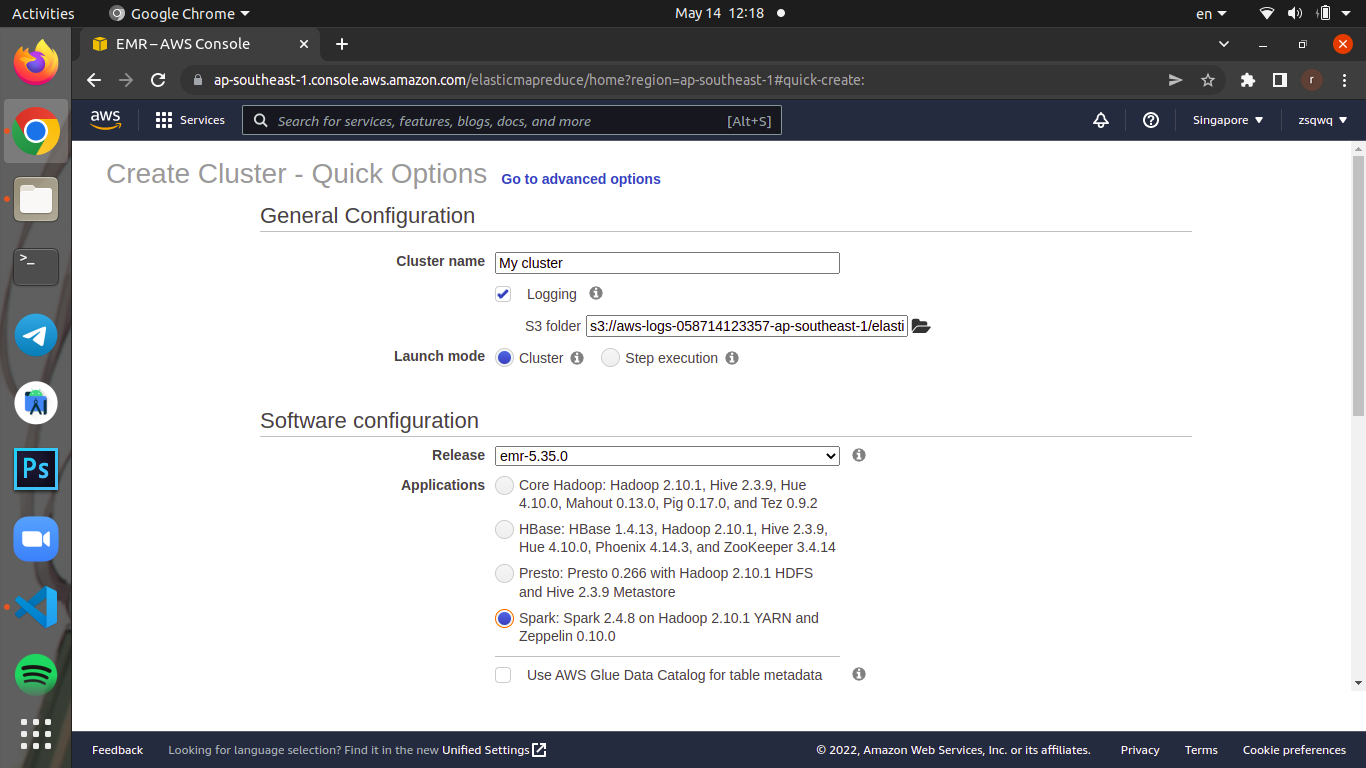 Activities Google Chrome May 14 12:18 en
EMR – AWS Console
ap-southeast-1.console.aws.amazon.com/elasticmapreduce/home?region=ap-southeast-1#quick-create:
r
aws Services Search for services, features, blogs, docs, and more [Alt+S] Singapore zsqwq
Create Cluster - Quick Options Go to advanced options
General Configuration
Cluster name My cluster
Logging
S3 folder s3://aws-logs-058714123357-ap-southeast-1/elasti
Launch mode Cluster Step execution
Software configuration
Release emr-5.35.0
Applications Core Hadoop: Hadoop 2.10.1, Hive 2.3.9, Hue
4.10.0, Mahout 0.13.0, Pig 0.17.0, and Tez 0.9.2
HBase: HBase 1.4.13, Hadoop 2.10.1, Hive 2.3.9,
Hue 4.10.0, Phoenix 4.14.3, and ZooKeeper 3.4.14
Presto: Presto 0.266 with Hadoop 2.10.1 HDFS
and Hive 2.3.9 Metastore
Spark: Spark 2.4.8 on Hadoop 2.10.1 YARN and
Zeppelin 0.10.0
Use AWS Glue Data Catalog for table metadata
Ps
Feedback Looking for language selection? Find it in the new Unified Settings © 2022, Amazon Web Services, Inc. or its affiliates. Privacy Terms Cookie preferences